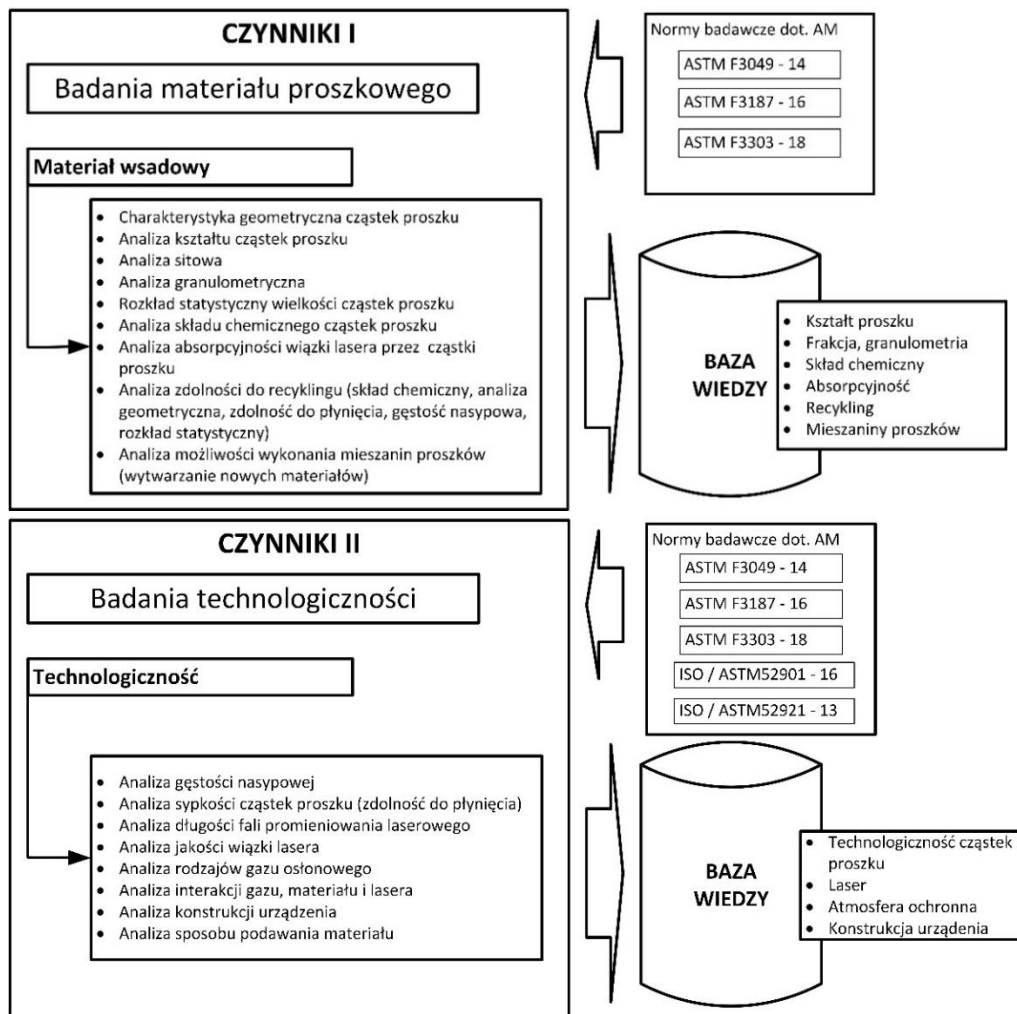 CZYNNIKI I
Badania materiału proszkowego
Materiał wsadowy
• Charakterystyka geometryczna cząstek proszku
• Analiza kształtu cząstek proszku
• Analiza sitowa
• Analiza granulometryczna
• Rozkład statystyczny wielkości cząstek proszku
• Analiza składu chemicznego cząstek proszku
• Analiza absorpcyjności wiązki lasera przez cząstki
proszku
• Analiza zdolności do recyklingu (skład chemiczny, analiza
geometryczna, zdolność do płynięcia, gęstość nasypowa,
rozkład statystyczny)
• Analiza możliwości wykonania mieszanin proszków
(wytwarzanie nowych materiałów)
Normy badawcze dot. AM
ASTM F3049 - 14
ASTM F3187 - 16
ASTM F3303 - 18
BAZA
WIEDZY
• Kształt proszku
• Frakcja, granulometria
• Skład chemiczny
• Absorpcyjność
• Recykling
• Mieszaniny proszków
CZYNNIKI II
Badania technologiczności
Technologiczność
• Analiza gęstości nasypowej
• Analiza sypkości cząstek proszku (zdolność do płynięcia)
• Analiza długości fali promieniowania laserowego
• Analiza jakości wiązki lasera
• Analiza rodzajów gazu osłonowego
• Analiza interakcji gazu, materiału i lasera
• Analiza konstrukcji urządzenia
• Analiza sposobu podawania materiału
Normy badawcze dot. AM
ASTM F3049 - 14
ASTM F3187 - 16
ASTM F3303 - 18
ISO / ASTM52901 - 16
ISO / ASTM52921 - 13
BAZA
WIEDZY
• Technologiczność cząstek
proszku
• Laser
• Atmosfera ochronna
• Konstrukcja urządenia